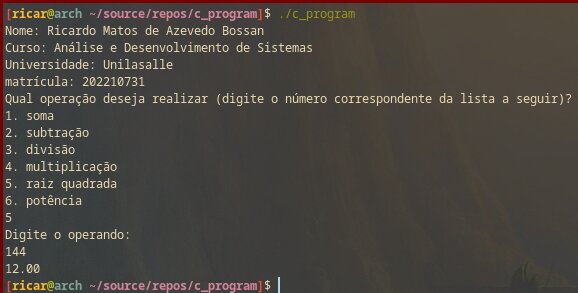 [ricar@arch ~/source/repos/c_program]$ ./c_program
Nome: Ricardo Matos de Azevedo Bossan
Curso: Análise e Desenvolvimento de Sistemas
Universidade: Unilasalle
matrícula: 202210731
Qual operação deseja realizar (digite o número correspondente da lista a seguir)?
1. soma
2. subtração
3. divisão
4. multiplicação
5. raiz quadrada
6. potência
5
Digite o operando:
144
12.00
[ricar@arch ~/source/repos/c_program]$